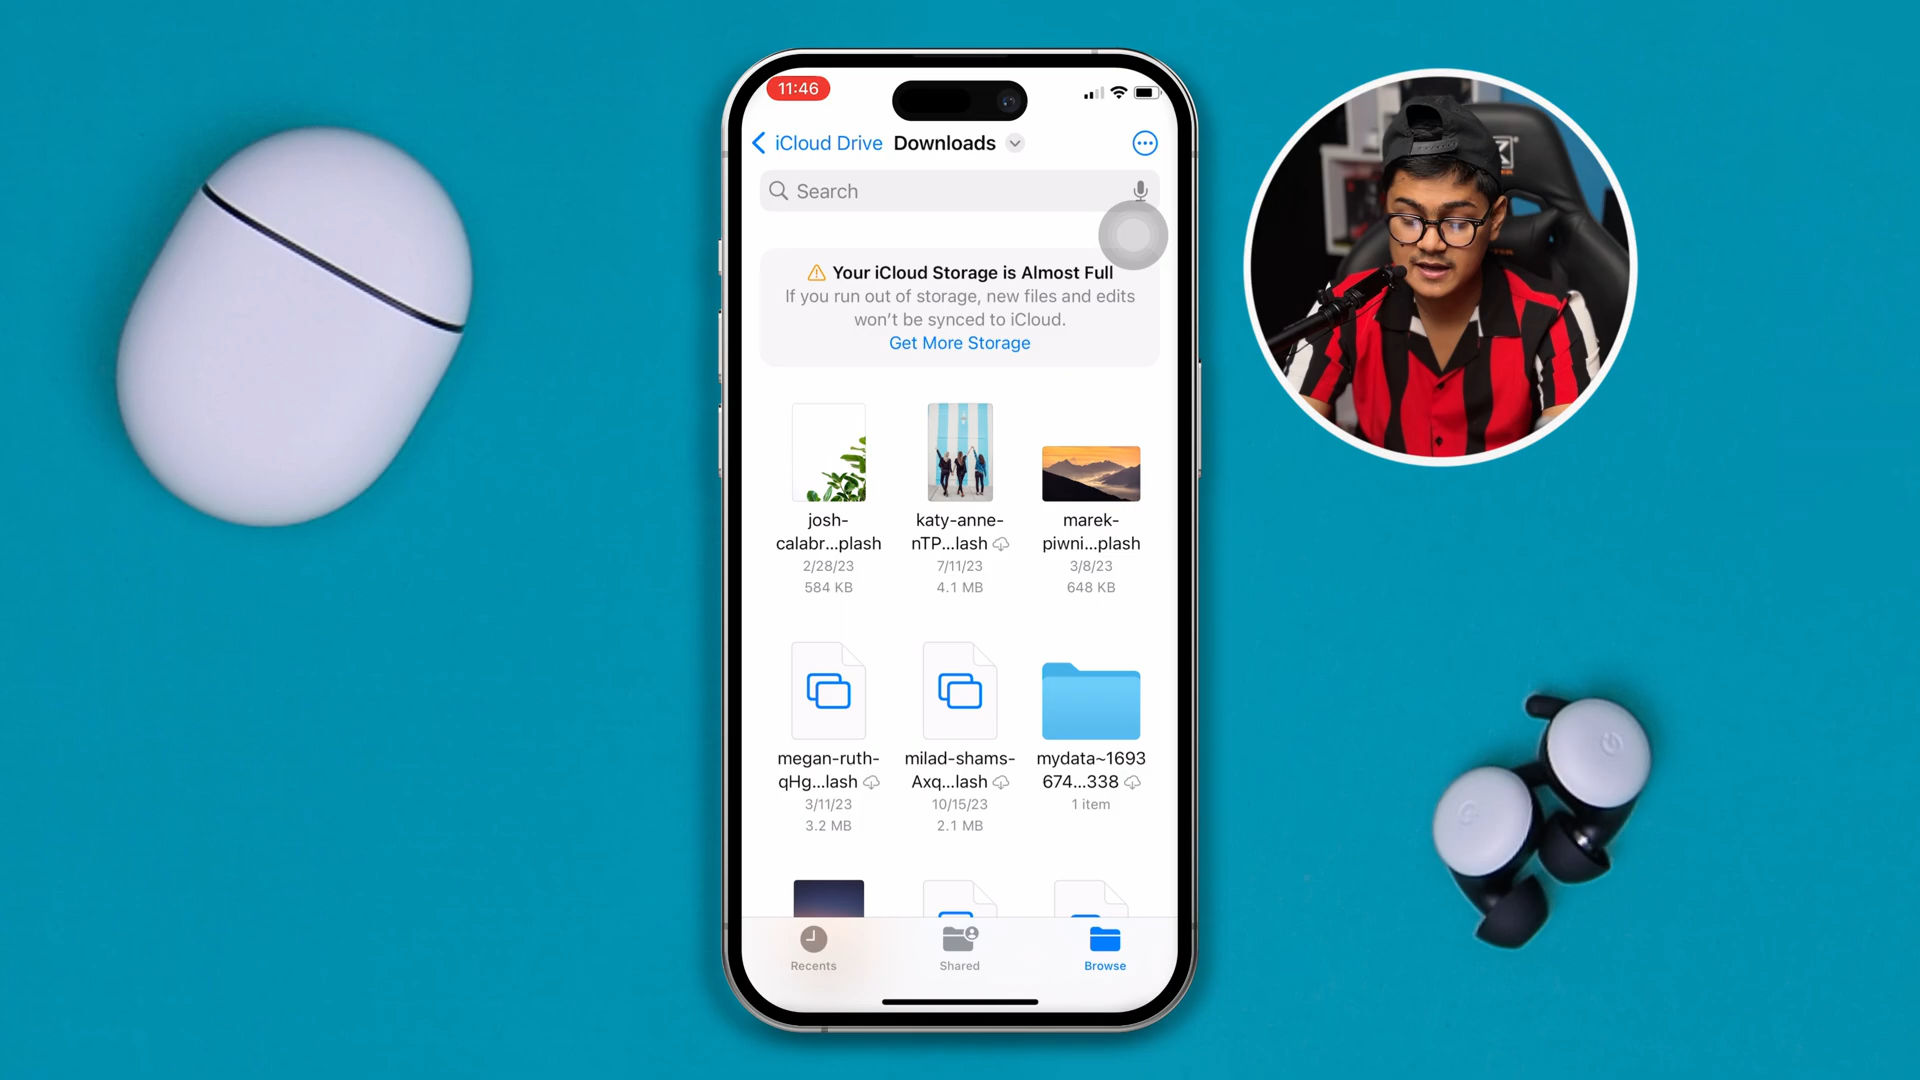 11:46
iCloud Drive Downloads
Search
Your iCloud Storage is Almost Full
If you run out of storage, new files and edits
won't be synced to iCloud.
Get More Storage
josh-
calabr...plash
2/28/23
584 KB
katy-anne-
nTP...lash
7/11/23
4.1 MB
marek-
piwni...plash
3/8/23
648 KB
megan-ruth-
qHg...lash
3/11/23
3.2 MB
milad-shams-
Axq...lash
10/15/23
2.1 MB
mydata~1693
674...338
1 item
Recents
Shared
Browse